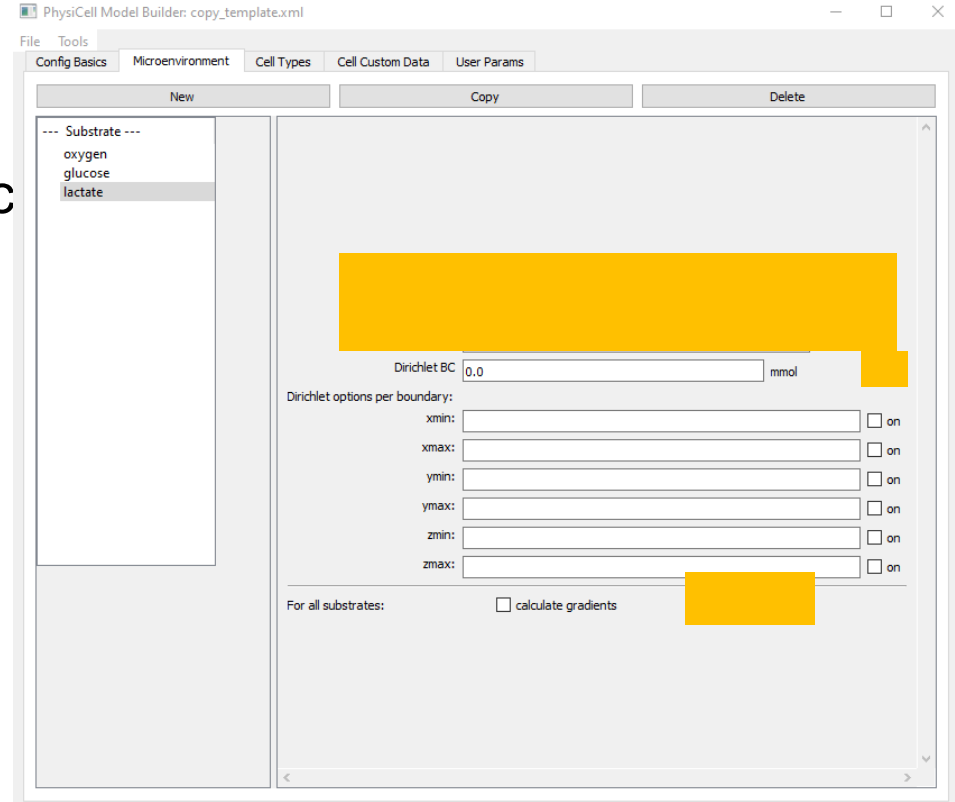 PhysiCell Model Builder: copy_template.xml
File Tools
Config Basics Microenvironment Cell Types Cell Custom Data User Params
New Copy Delete
--- Substrate ---
oxygen
glucose
lactate
c
Dirichlet BC 0.0 mmol
Dirichlet options per boundary:
xmin: on
xmax: on
ymin: on
ymax: on
zmin: on
zmax: on
For all substrates: calculate gradients